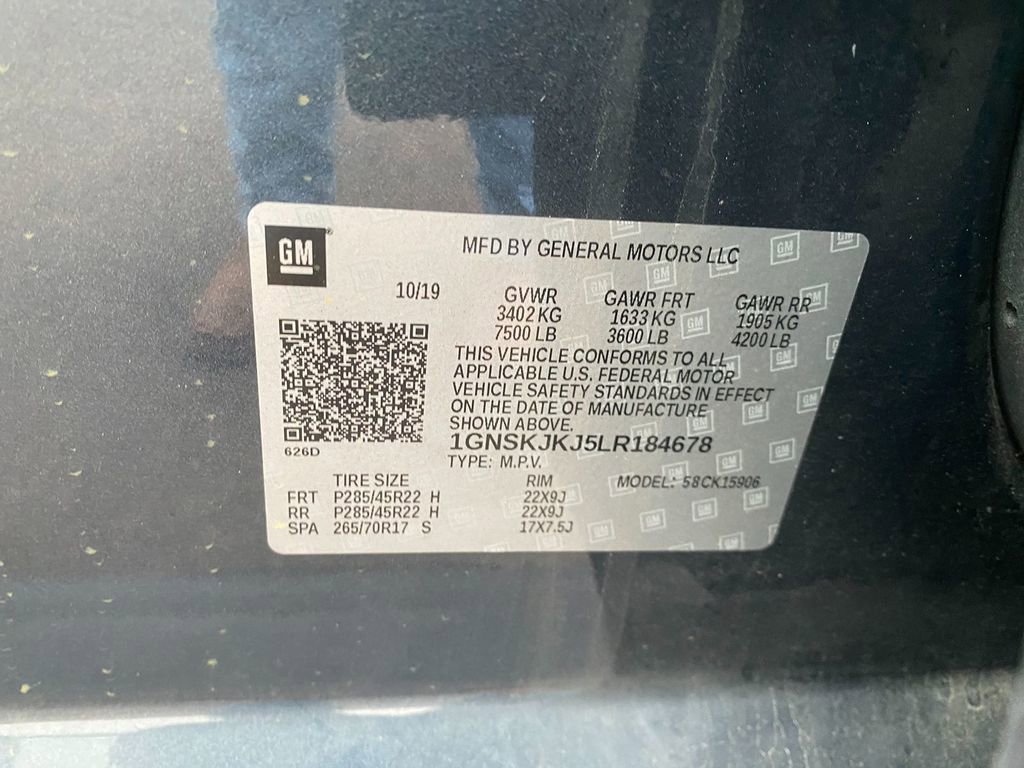 GM
MFD BY GENERAL MOTORS LLC
10/19
GVWR GAWR FRT GAWR RR
3402 KG 1633 KG 1905 KG
7500 LB 3600 LB 4200 LB
THIS VEHICLE CONFORMS TO ALL
APPLICABLE U.S. FEDERAL MOTOR
VEHICLE SAFETY STANDARDS IN EFFECT
ON THE DATE OF MANUFACTURE
SHOWN ABOVE.
1GNSKJKJ5LR184678
626D
TYPE: M.P.V.
TIRE SIZE RIM MODEL: 58CK15906
FRT P285/45R22 H 22X9J
RR P285/45R22 H 22X9J
SPA 265/70R17 S 17X7.5J